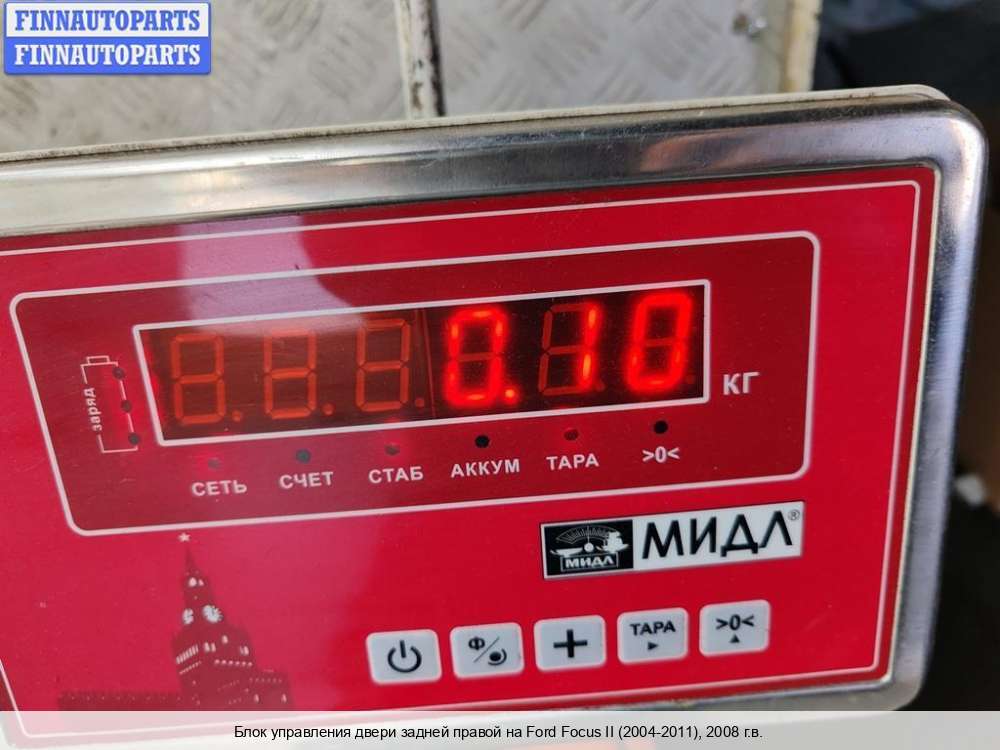 FINNAUTOPARTS
FINNAUTOPARTS
0.10
КГ
заряд
СЕТЬ СЧЕТ СТАБ АККУМ ТАРА >0<
МИДЛ МИДЛ®
Ф ТАРА >0<
Блок управления двери задней правой на Ford Focus II (2004-2011), 2008 г.в.